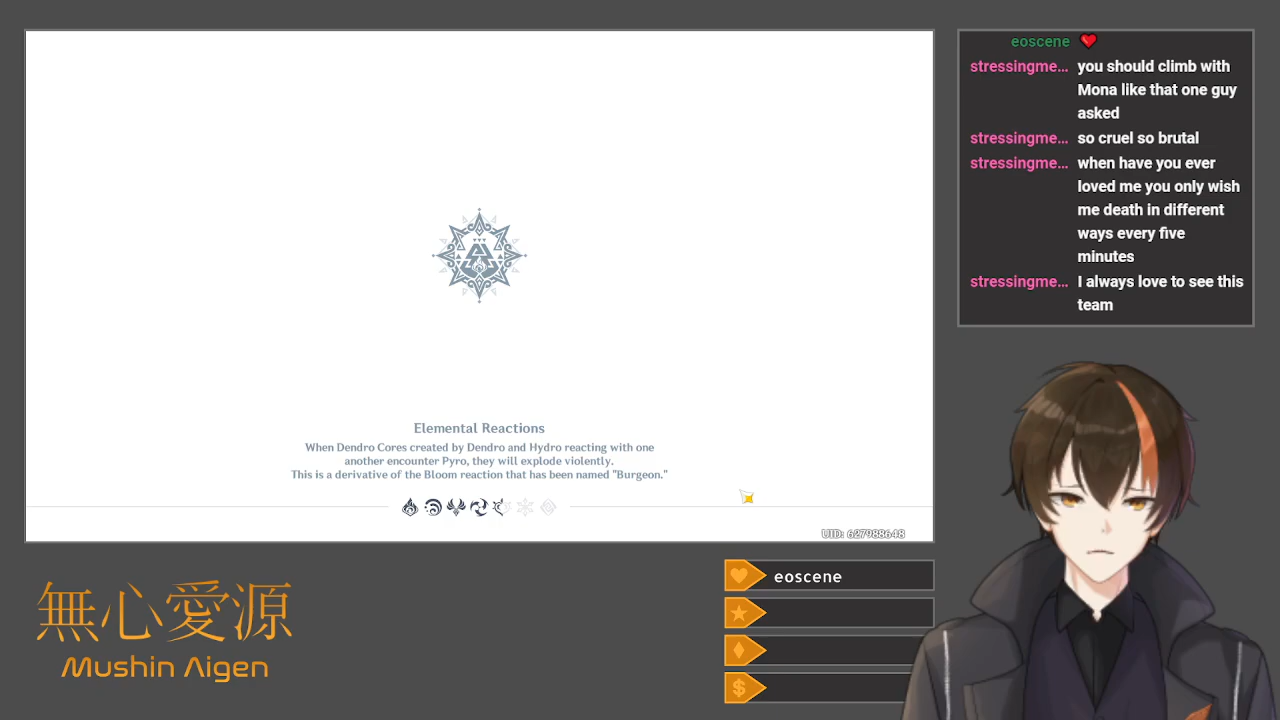 Elemental Reactions
When Dendro Cores created by Dendro and Hydro reacting with one
another encounter Pyro, they will explode violently.
This is a derivative of the Bloom reaction that has been named "Burgeon."
UID: 627988648
eoscene
stressingme... you should climb with
Mona like that one guy
asked
stressingme... so cruel so brutal
stressingme... when have you ever
loved me you only wish
me death in different
ways every five
minutes
stressingme... I always love to see this
team
無心愛源
Mushin Aigen
eoscene